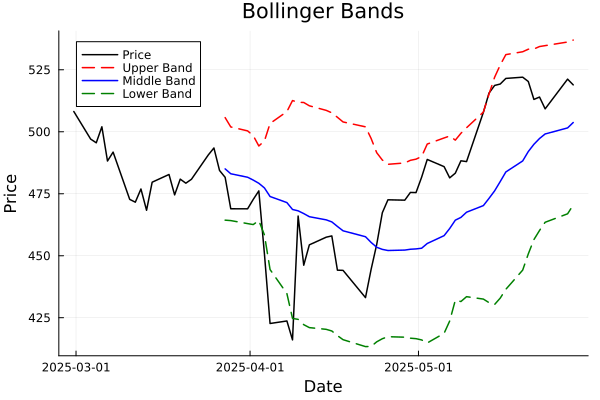 Bollinger Bands
Price
Upper Band
Middle Band
Lower Band
Price
525
500
475
450
425
2025-03-01
2025-04-01
2025-05-01
Date